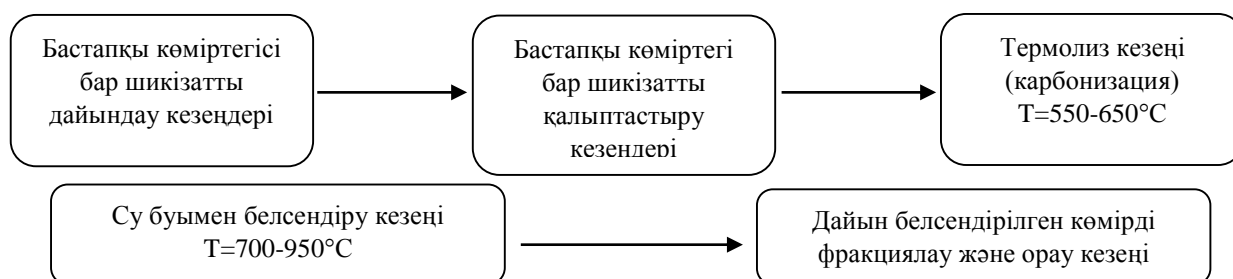 Бастапқы көміртегісі
бар шикізатты
дайындау кезеңдері
Бастапқы көміртегі
бар шикізатты
қалыптастыру
кезеңдері
Термолиз кезеңі
(карбонизация)
T=550-650°C
Су буымен белсендіру кезеңі
T=700-950°C
Дайын белсендірілген көмірді
фракциялау және орау кезеңі